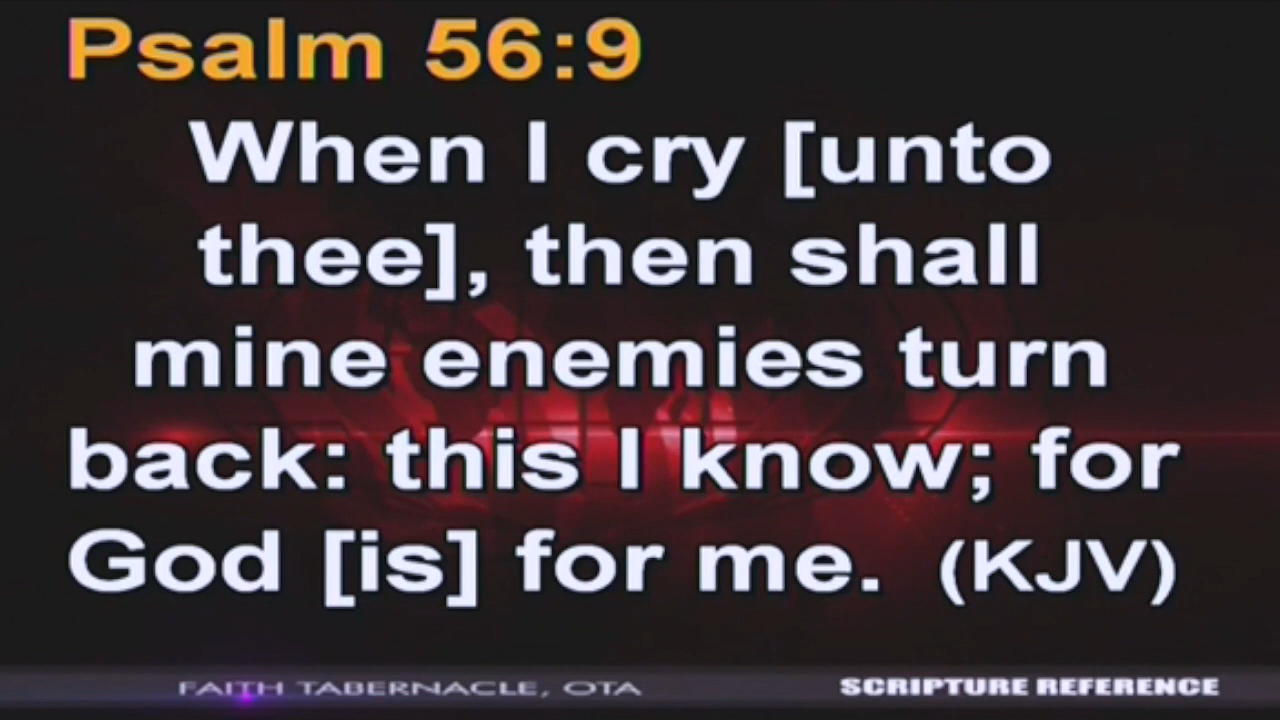 Psalm 56:9
When I cry [unto
thee], then shall
mine enemies turn
back: this I know; for
God [is] for me. (KJV)
FAITH TABERNACLE, OTA
SCRIPTURE REFERENCE